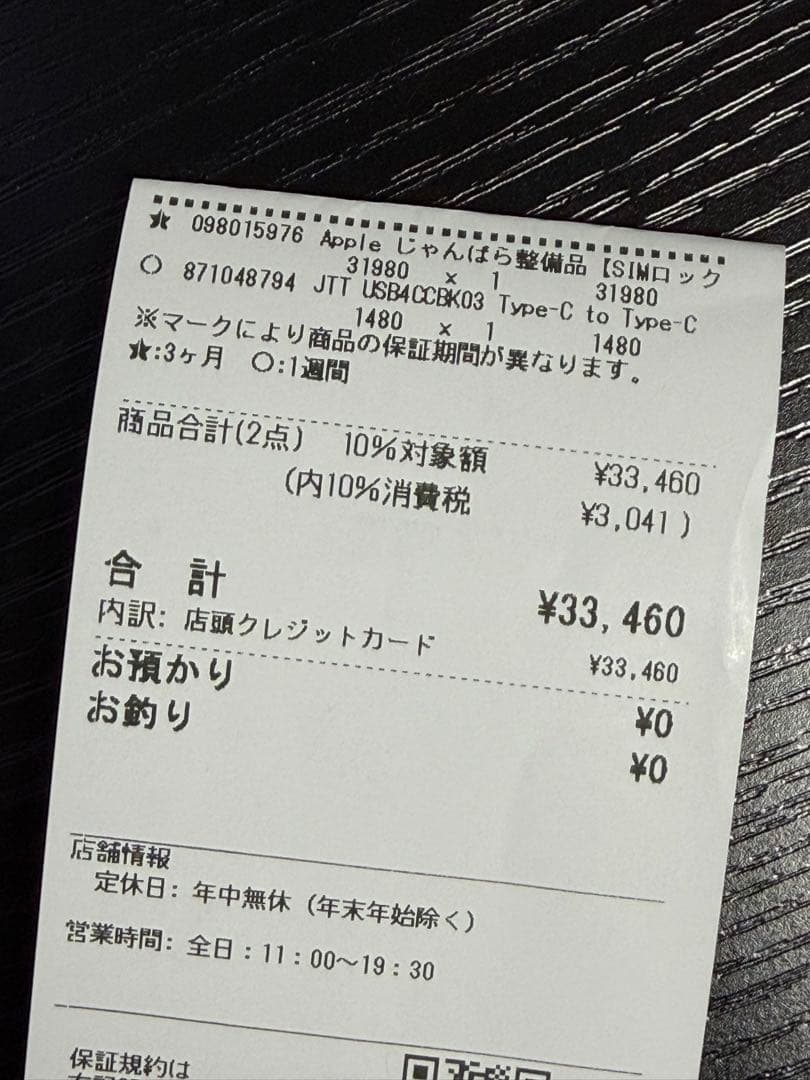 ★ 098015976 Apple じゃんぱら整備品【SIMロック
31980 × 1 31980
○ 871048794 JTT USB4CCBK03 Type-C to Type-C
1480 × 1 1480
※マークにより商品の保証期間が異なります。
★:3ヶ月 ○:1週間
商品合計(2点) 10%対象額 ¥33,460
(内10%消費税 ¥3,041)
合 計 ¥33,460
内訳: 店頭クレジットカード ¥33,460
お預かり ¥0
お釣り ¥0
店舗情報
定休日: 年中無休 (年末年始除く)
営業時間: 全日:11:00～19:30
保証規約は